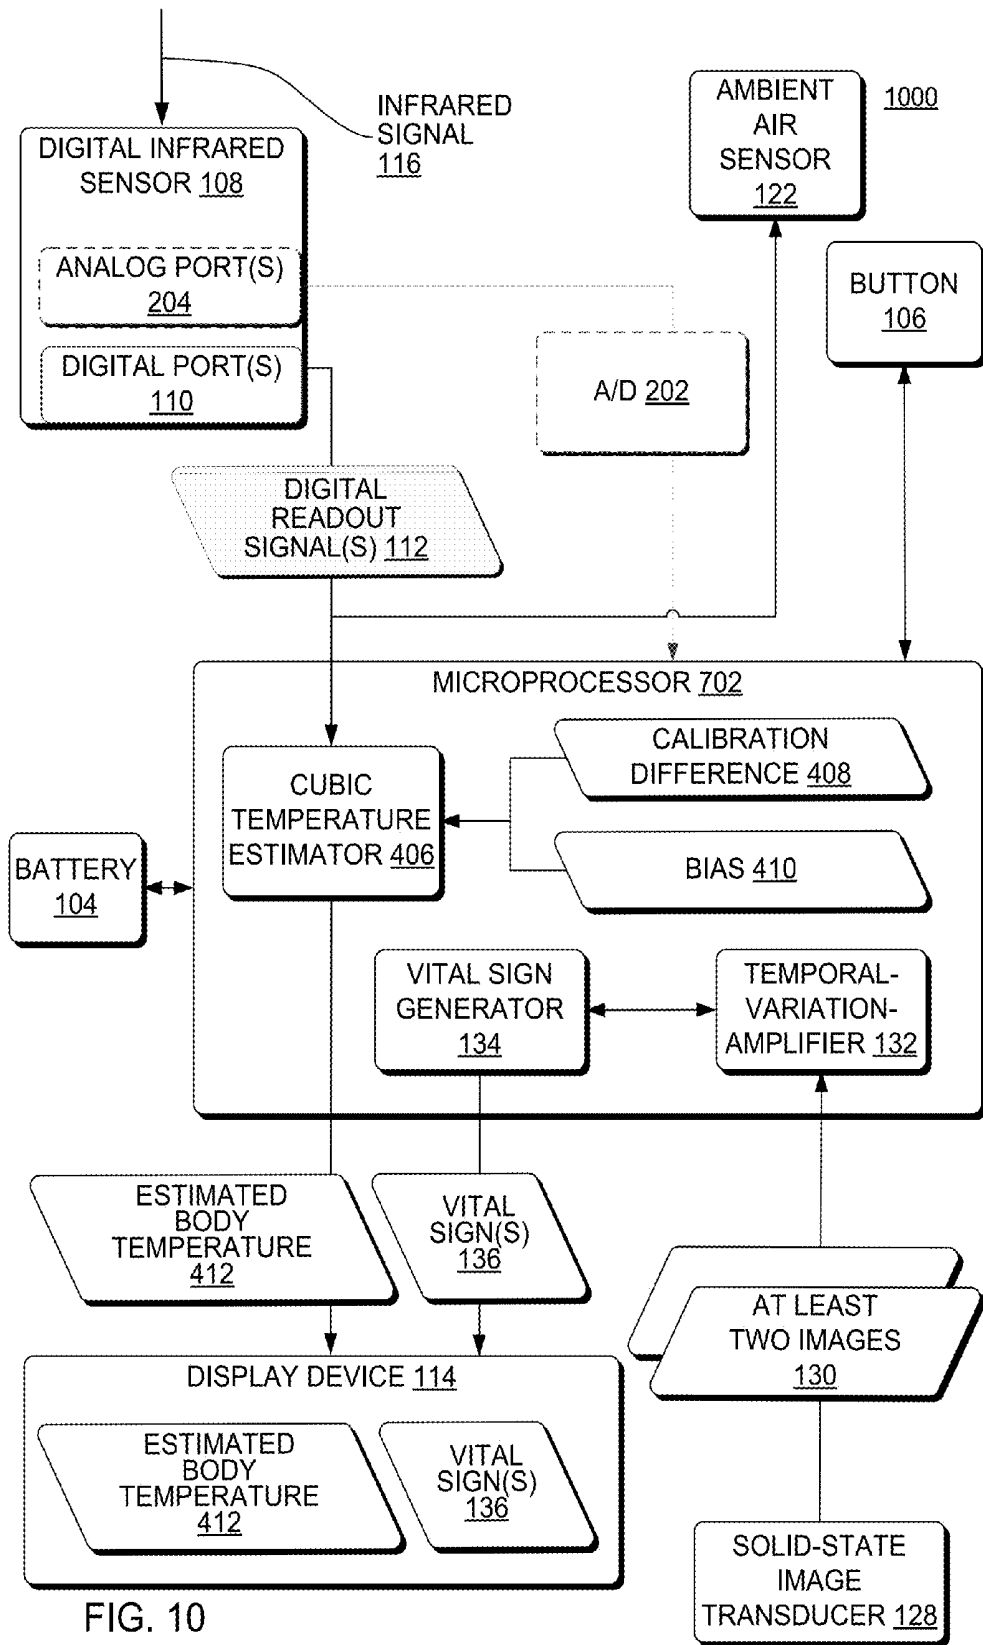 INFRARED
SIGNAL
116
AMBIENT
AIR
SENSOR
122
1000
DIGITAL INFRARED
SENSOR 108
ANALOG PORT(S)
204
DIGITAL PORT(S)
110
A/D 202
BUTTON
106
DIGITAL
READOUT
SIGNAL(S) 112
MICROPROCESSOR 702
CUBIC
TEMPERATURE
ESTIMATOR 406
CALIBRATION
DIFFERENCE 408
BIAS 410
BATTERY
104
VITAL SIGN
GENERATOR
134
TEMPORAL-
VARIATION-
AMPLIFIER 132
ESTIMATED
BODY
TEMPERATURE
412
VITAL
SIGN(S)
136
AT LEAST
TWO IMAGES
130
DISPLAY DEVICE 114
ESTIMATED
BODY
TEMPERATURE
412
VITAL
SIGN(S)
136
SOLID-STATE
IMAGE
TRANSDUCER 128
FIG. 10